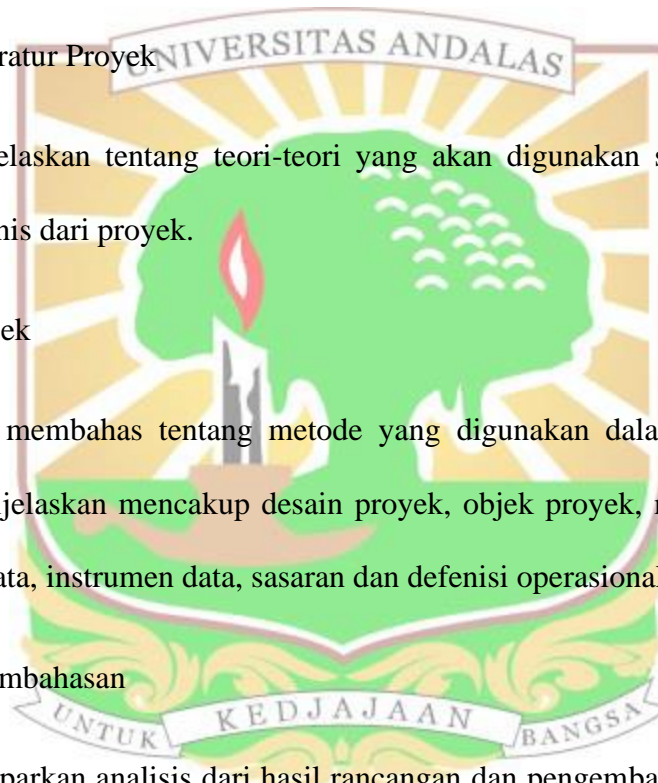 UNIVERSITAS ANDALAS
ratur Proyek
elaskan tentang teori-teori yang akan digunakan s
nis dari proyek.
ek
membahas tentang metode yang digunakan dala
jelaskan mencakup desain proyek, objek proyek,
ata, instrumen data, sasaran dan defenisi operasional
mbahasan
UNTUK KEDJAJAAN BANGSA
parkan analisis dari hasil rancangan dan pengemba